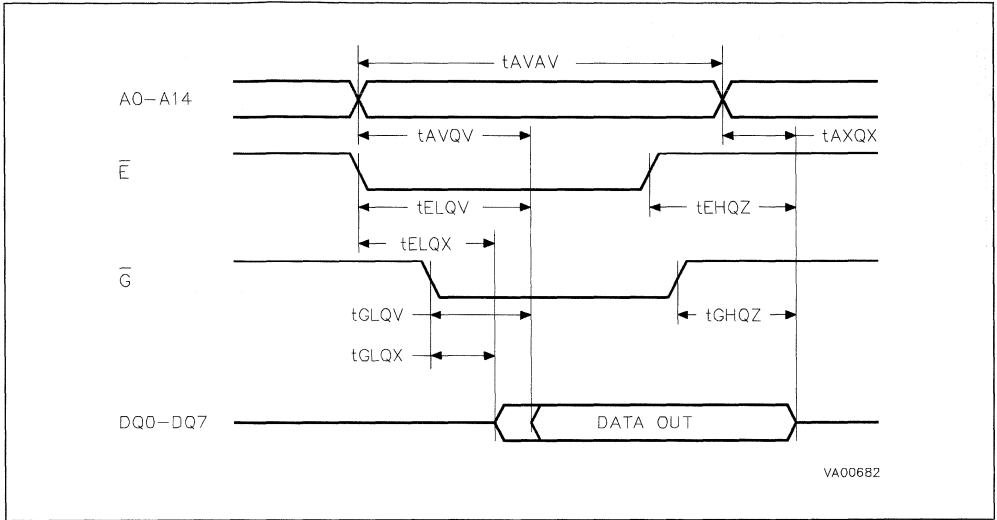 tAVAV
A0-A14
tAVQV
tAXQX
E
tELQV
tEHQZ
tELQX
G
tGLQV
tGHQZ
tGLQX
DQ0-DQ7
DATA OUT
VA00682